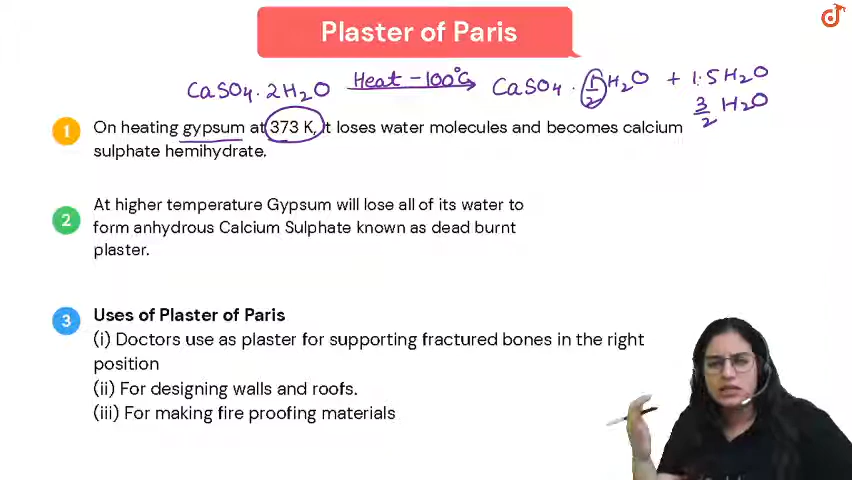 Plaster of Paris
CaSO₄·2H₂O Heat - 100°C → CaSO₄·1/2H₂O + 1.5H₂O
3/2 H₂O
1 On heating gypsum at 373 K, it loses water molecules and becomes calcium
sulphate hemihydrate.
2 At higher temperature Gypsum will lose all of its water to
form anhydrous Calcium Sulphate known as dead burnt
plaster.
3 Uses of Plaster of Paris
(i) Doctors use as plaster for supporting fractured bones in the right
position
(ii) For designing walls and roofs.
(iii) For making fire proofing materials